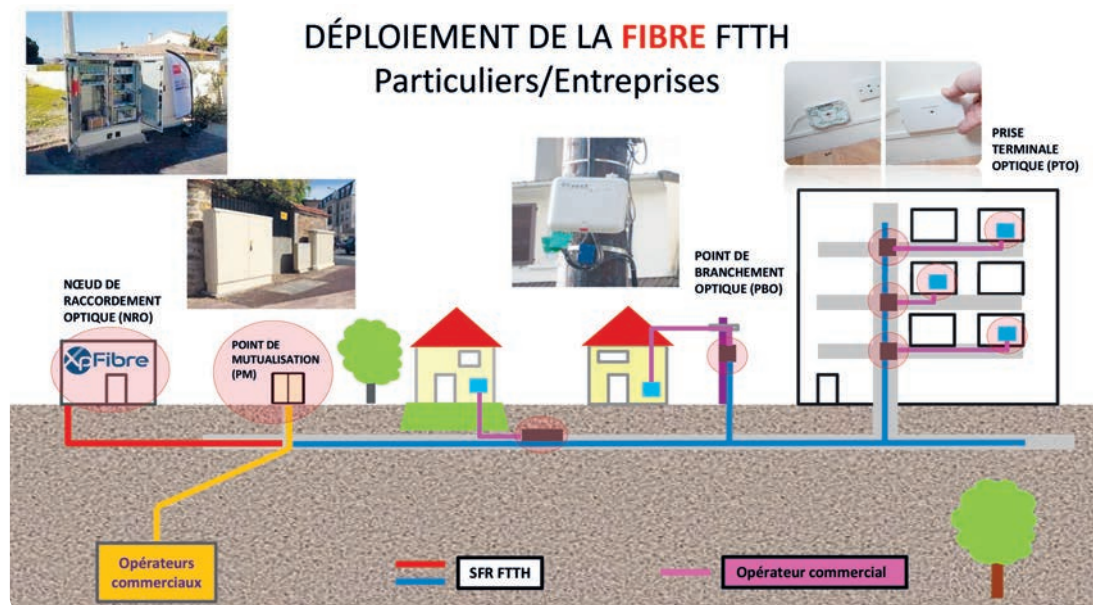 DÉPLOIEMENT DE LA FIBRE FTTH
Particuliers/Entreprises
PRISE
TERMINALE
OPTIQUE (PTO)
POINT DE
BRANCHEMENT
OPTIQUE (PBO)
NŒUD DE
RACCORDEMENT
OPTIQUE (NRO)
XpFibre
POINT DE
MUTUALISATION
(PM)
Opérateurs
commerciaux
SFR FTTH
Opérateur commercial